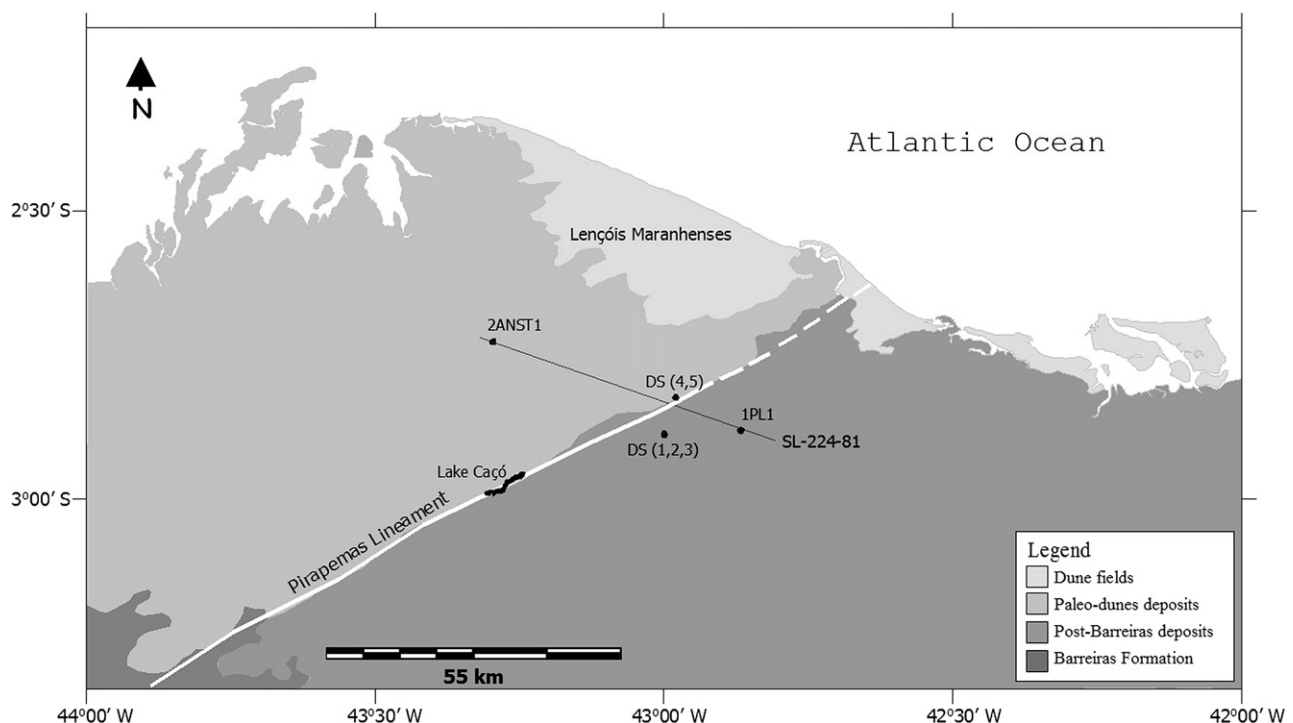 N
Atlantic Ocean
2°30' S
Lençóis Maranhenses
2ANST1
DS (4,5)
1PL1
SL-224-81
DS (1,2,3)
Lake Caçó
3°00' S
Pirapemas Lineament
Legend
Dune fields
Paleo-dunes deposits
Post-Barreiras deposits
Barreiras Formation
55 km
44°00' W
43°30' W
43°00' W
42°30' W
42°00' W